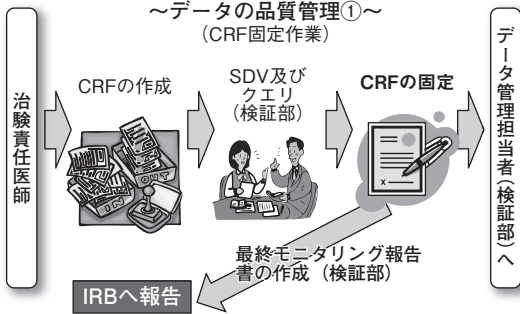 ～データの品質管理①～
（CRF固定作業）
治験責任医師
CRFの作成
OUT
IN
SDV及び
クエリ
（検証部）
CRFの固定
x
データ管理担当者（検証部）へ
最終モニタリング報告
書の作成（検証部）
IRBへ報告